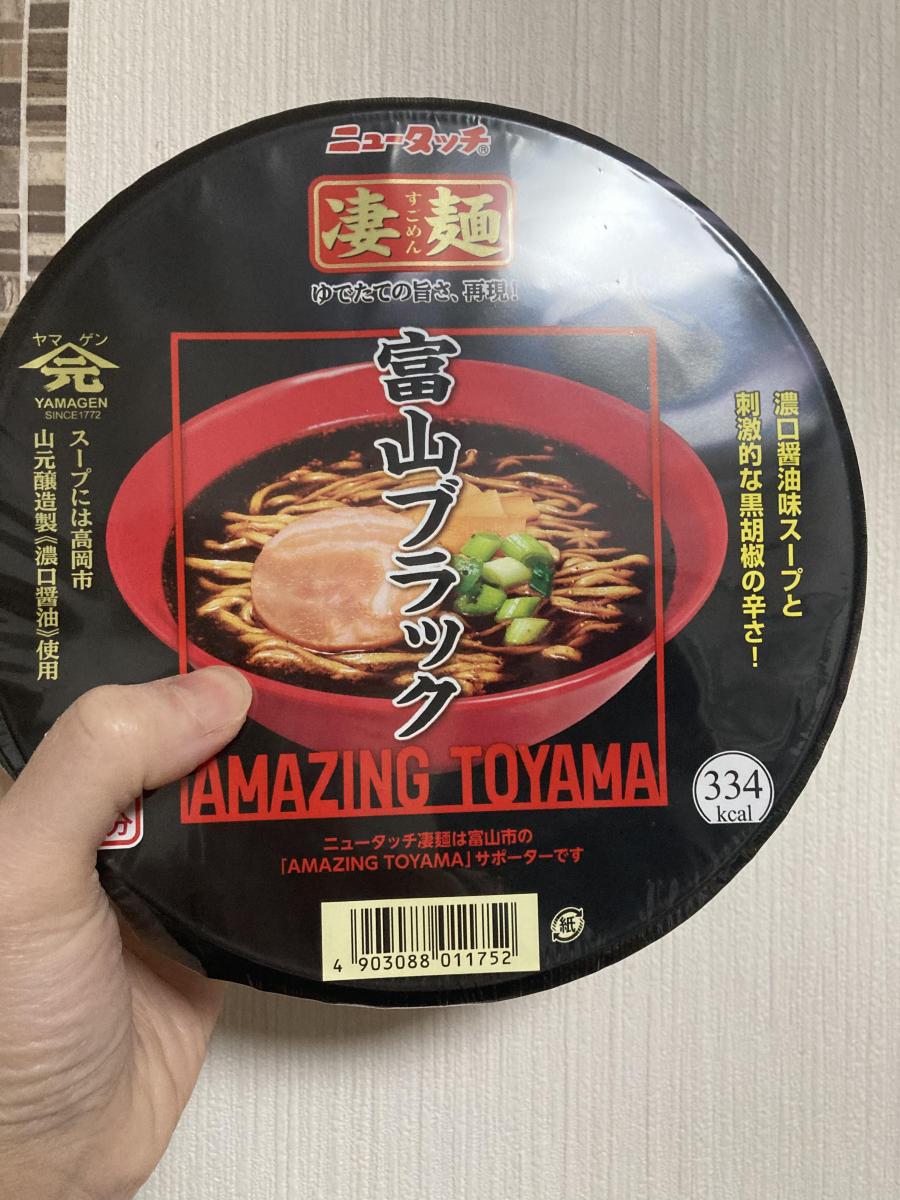 ニュータッチ®
凄麺
すごめん
ゆでたての旨さ、再現!
富山ブラック
濃口醤油味スープと
刺激的な黒胡椒の辛さ!
ヤマゲン
元
YAMAGEN
SINCE1772
スープには高岡市
山元醸造製《濃口醤油》使用
AMAZING TOYAMA
334
kcal
分
ニュータッチ凄麺は富山市の
「AMAZING TOYAMA」サポーターです
4 903088 011752
紙